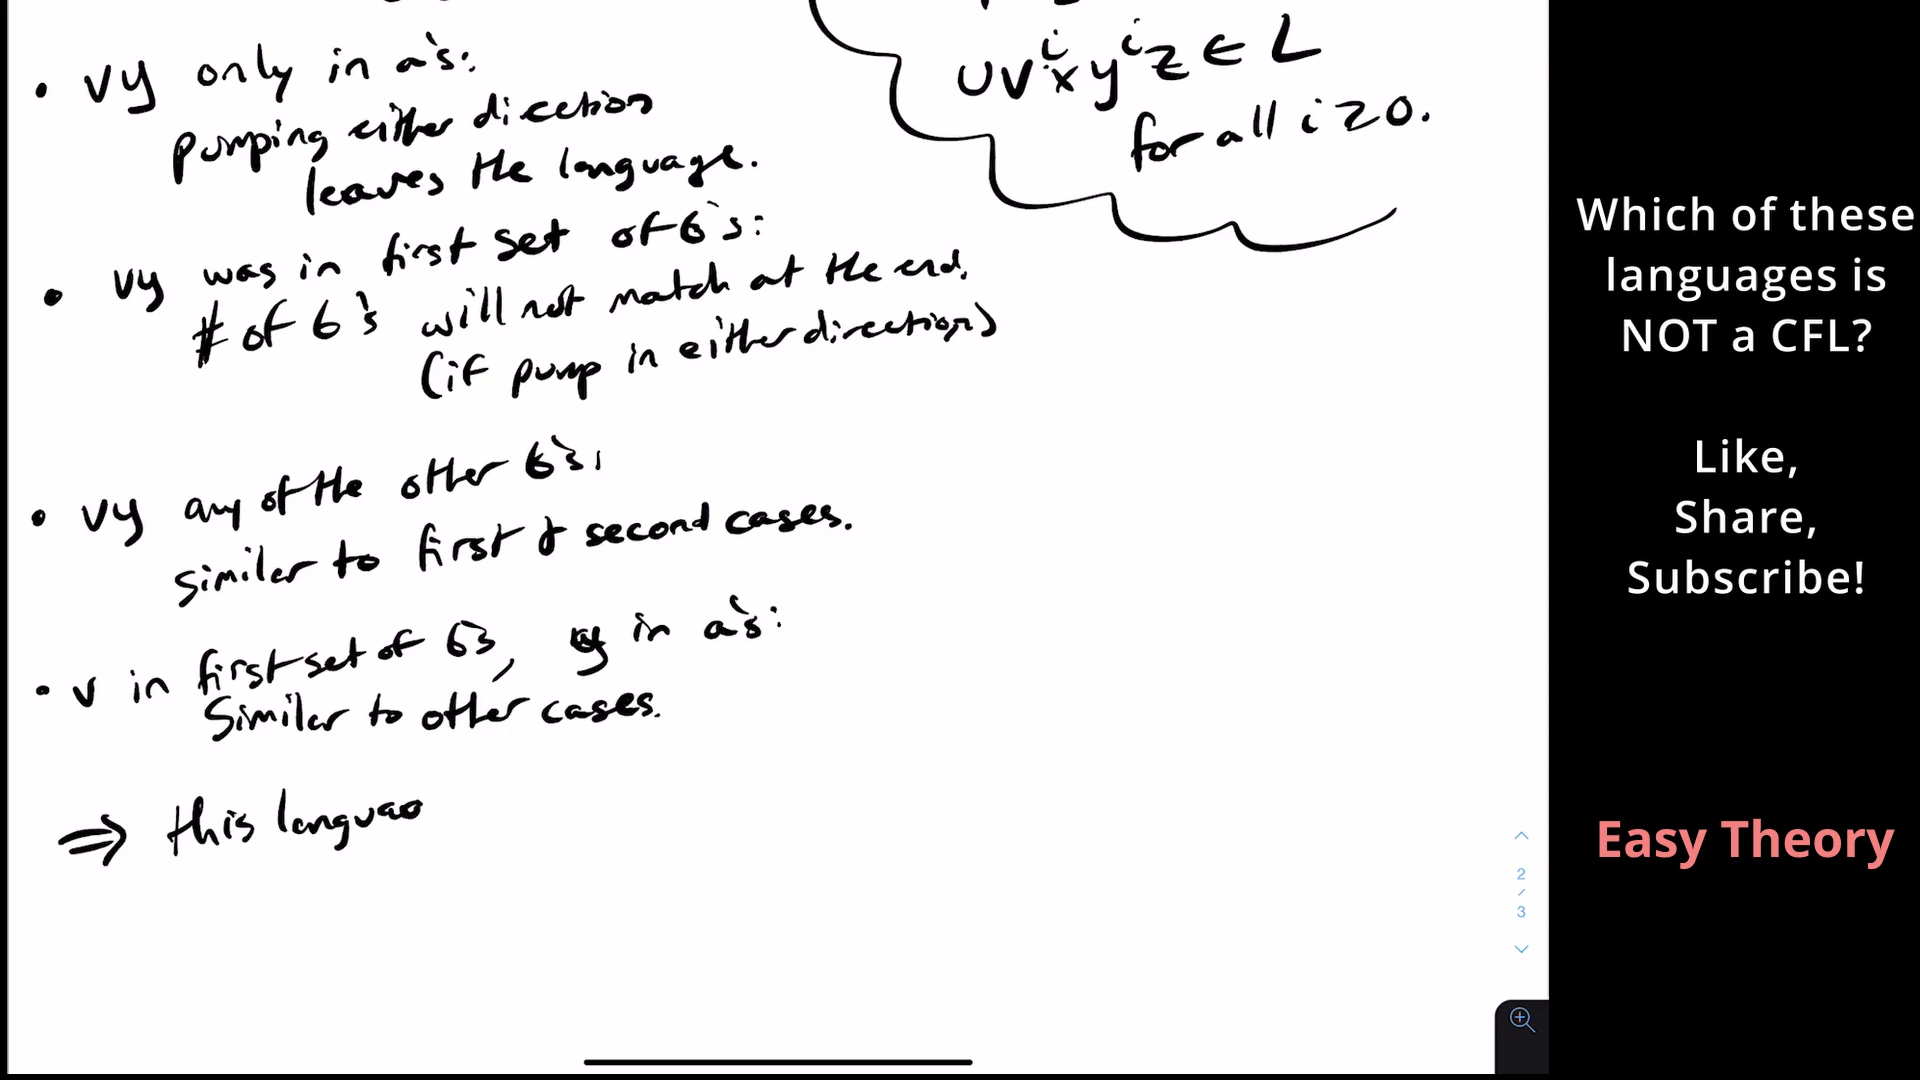 • vy only in a's:
pumping either direction
leaves the language.
• vy was in first set of b's:
# of b's will not match at the end.
(if pump in either direction)
• vy any of the other b's:
similar to first & second cases.
• v in first set of b's, y in a's:
Similar to other cases.
⇒ this languag
uvⁱxyⁱz ∈ L
for all i ≥ 0.
Which of these
languages is
NOT a CFL?
Like,
Share,
Subscribe!
Easy Theory
2
/
3